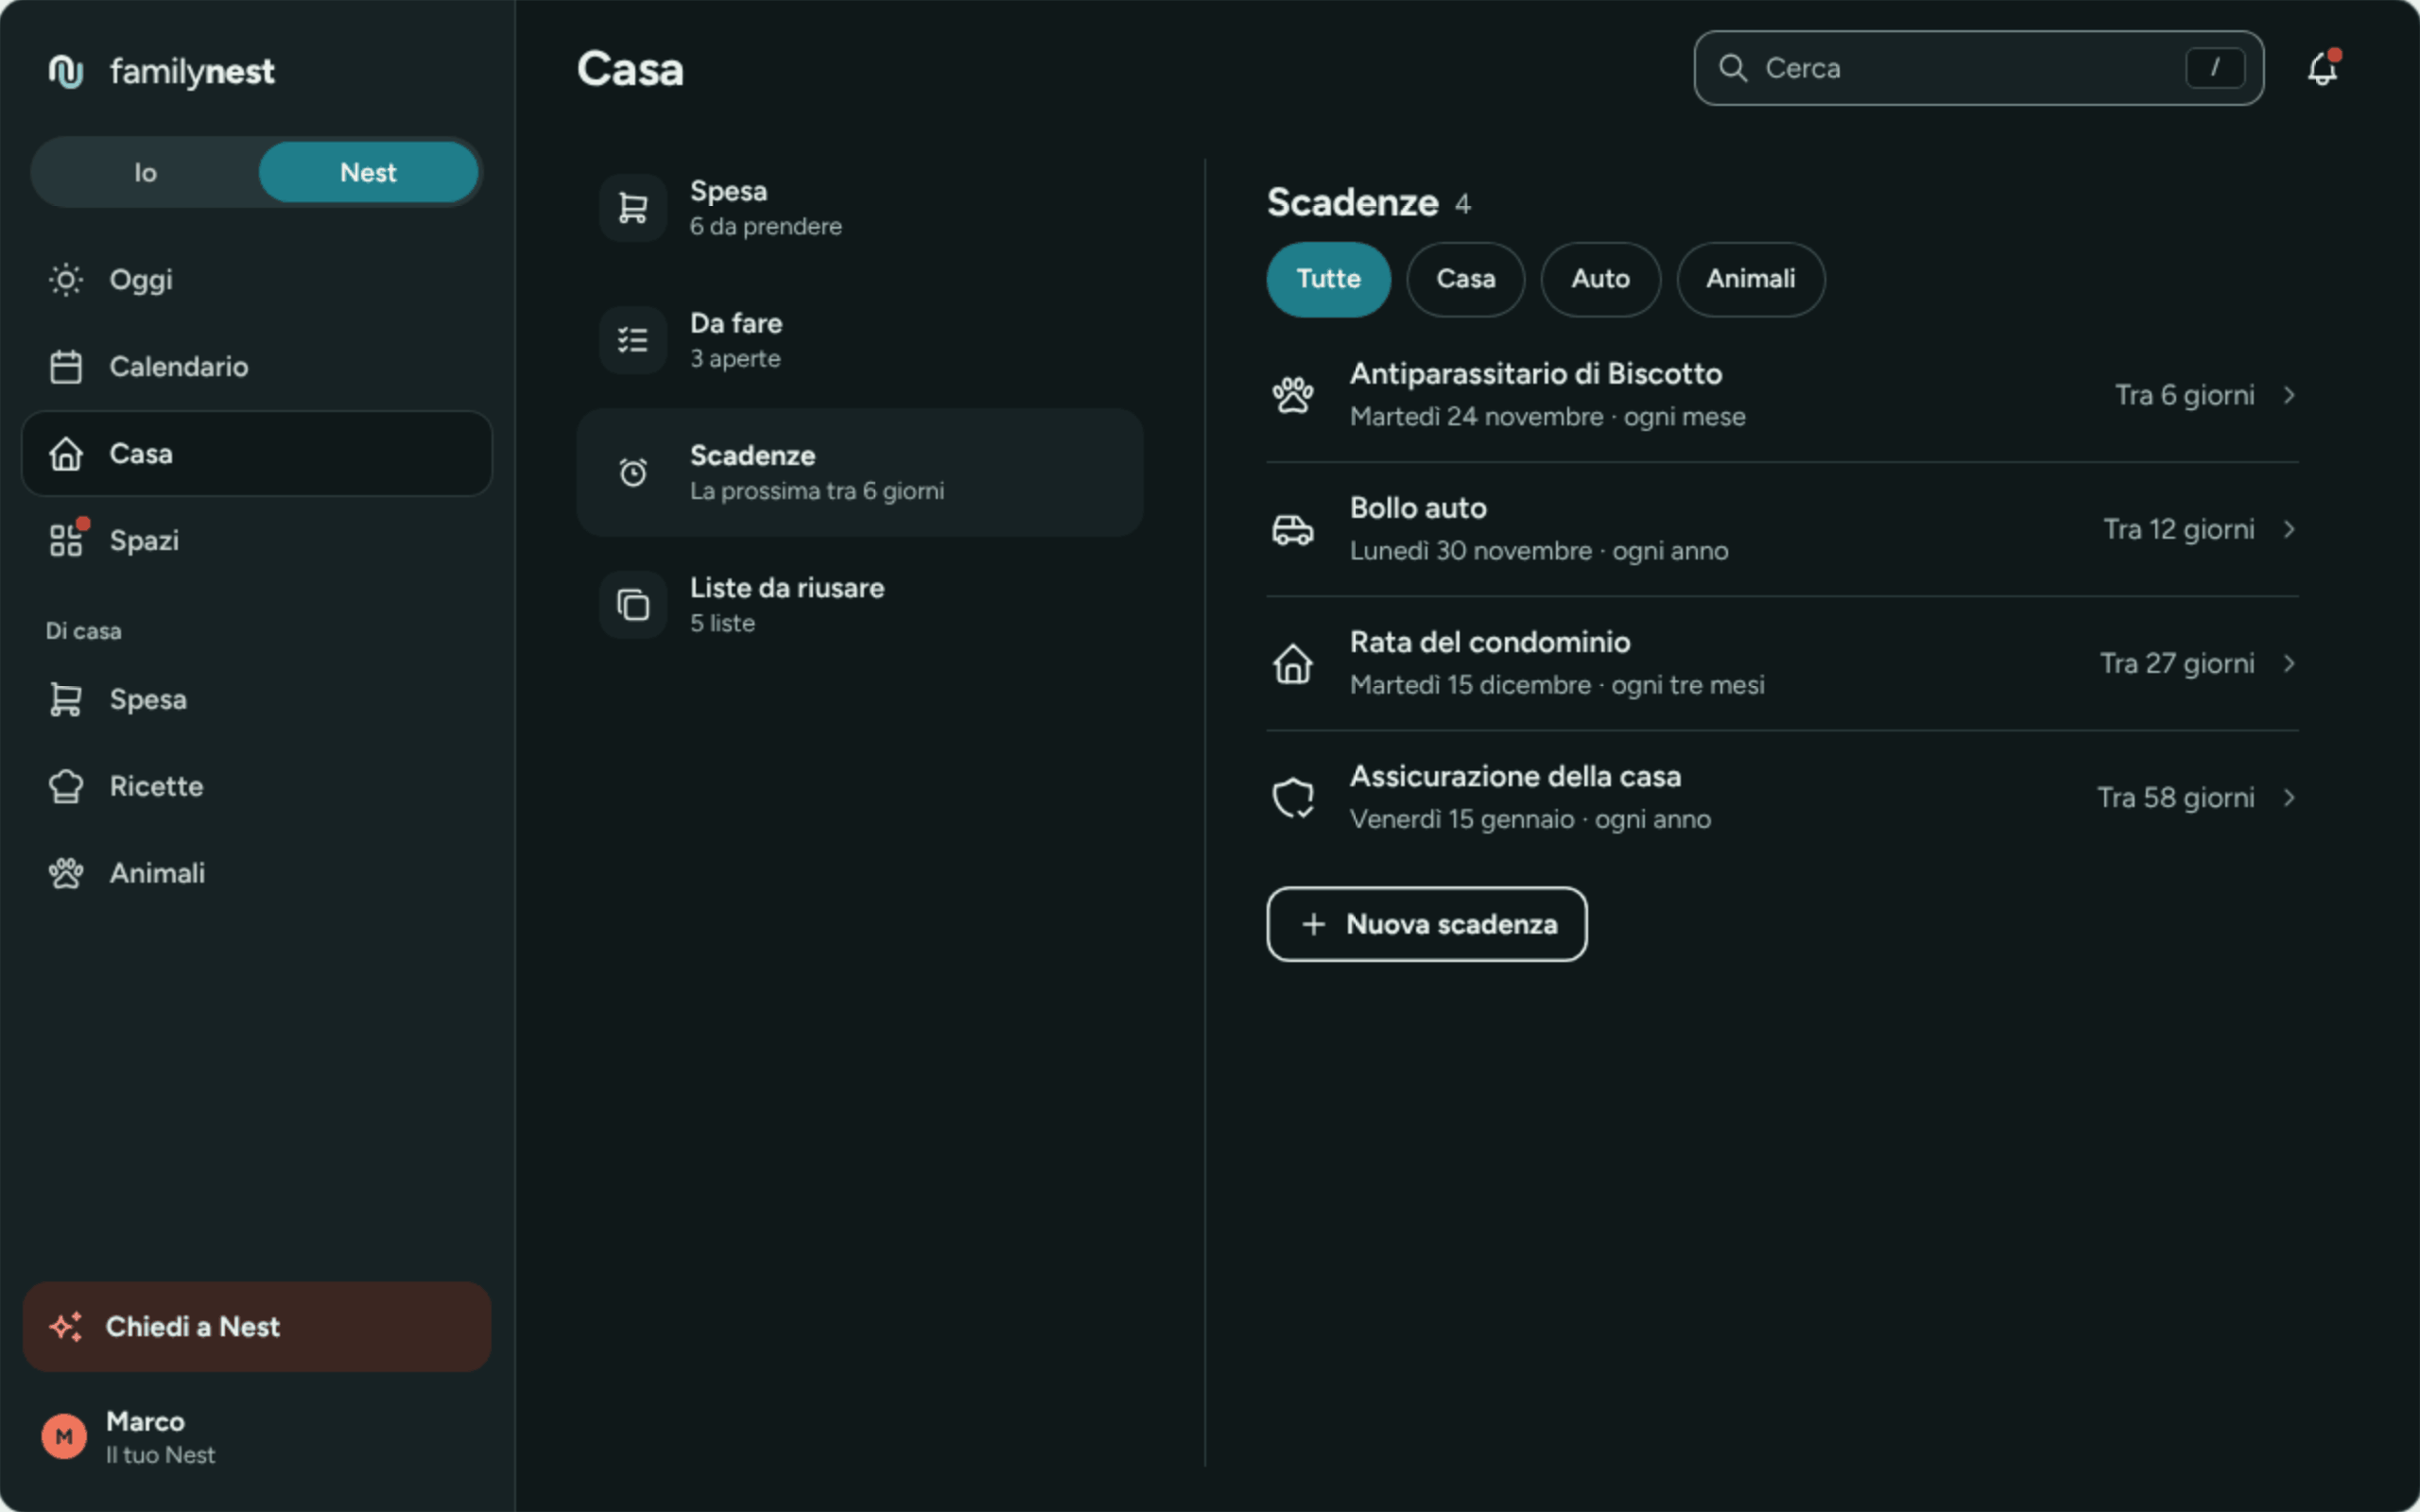 familynest
Io
Nest
Oggi
Calendario
Casa
Spazi
Di casa
Spesa
Ricette
Animali
Chiedi a Nest
M
Marco
Il tuo Nest
Casa
Cerca
/
Spesa
6 da prendere
Da fare
3 aperte
Scadenze
La prossima tra 6 giorni
Liste da riusare
5 liste
Scadenze 4
Tutte
Casa
Auto
Animali
Antiparassitario di Biscotto
Martedì 24 novembre · ogni mese
Tra 6 giorni
Bollo auto
Lunedì 30 novembre · ogni anno
Tra 12 giorni
Rata del condominio
Martedì 15 dicembre · ogni tre mesi
Tra 27 giorni
Assicurazione della casa
Venerdì 15 gennaio · ogni anno
Tra 58 giorni
+ Nuova scadenza